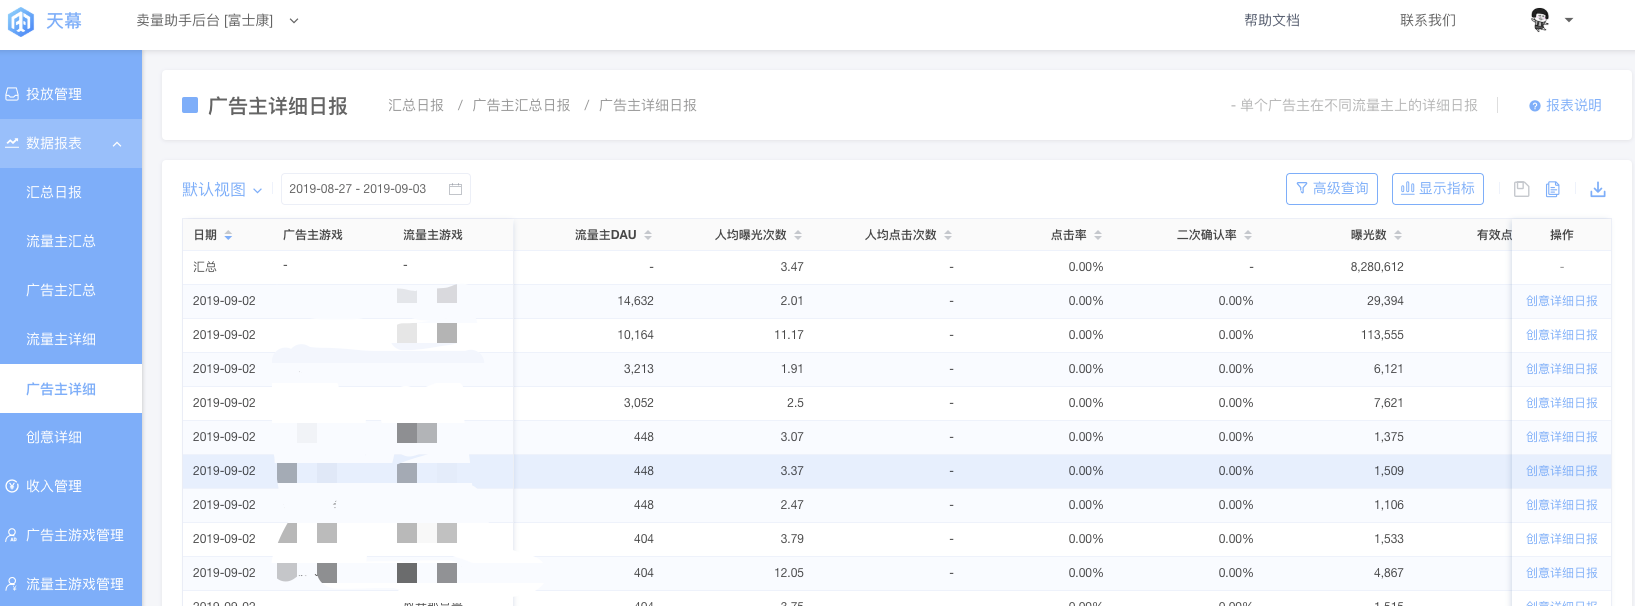 天幕
卖量助手后台 [富士康]
帮助文档
联系我们
投放管理
数据报表
汇总日报
流量主汇总
广告主汇总
流量主详细
广告主详细
创意详细
收入管理
广告主游戏管理
流量主游戏管理
广告主详细日报 汇总日报 / 广告主汇总日报 / 广告主详细日报
- 单个广告主在不同流量主上的详细日报
报表说明
默认视图 2019-08-27 - 2019-09-03
高级查询 显示指标
日期 广告主游戏 流量主游戏 流量主DAU 人均曝光次数 人均点击次数 点击率 二次确认率 曝光数 有效点 操作
汇总 - - - 3.47 - 0.00% - 8,280,612 -
2019-09-02 14,632 2.01 - 0.00% 0.00% 29,394 创意详细日报
2019-09-02 10,164 11.17 - 0.00% 0.00% 113,555 创意详细日报
2019-09-02 3,213 1.91 - 0.00% 0.00% 6,121 创意详细日报
2019-09-02 3,052 2.5 - 0.00% 0.00% 7,621 创意详细日报
2019-09-02 448 3.07 - 0.00% 0.00% 1,375 创意详细日报
2019-09-02 448 3.37 - 0.00% 0.00% 1,509 创意详细日报
2019-09-02 448 2.47 - 0.00% 0.00% 1,106 创意详细日报
2019-09-02 404 3.79 - 0.00% 0.00% 1,533 创意详细日报
2019-09-02 404 12.05 - 0.00% 0.00% 4,867 创意详细日报
2019-09-02 404 3.75 - 0.00% 0.00% 1,515 创意详细日报